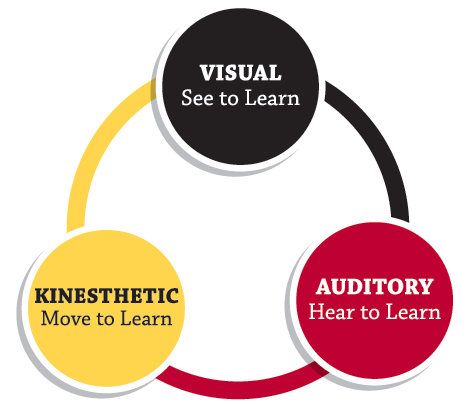 VISUAL
See to Learn
KINESTHETIC
Move to Learn
AUDITORY
Hear to Learn